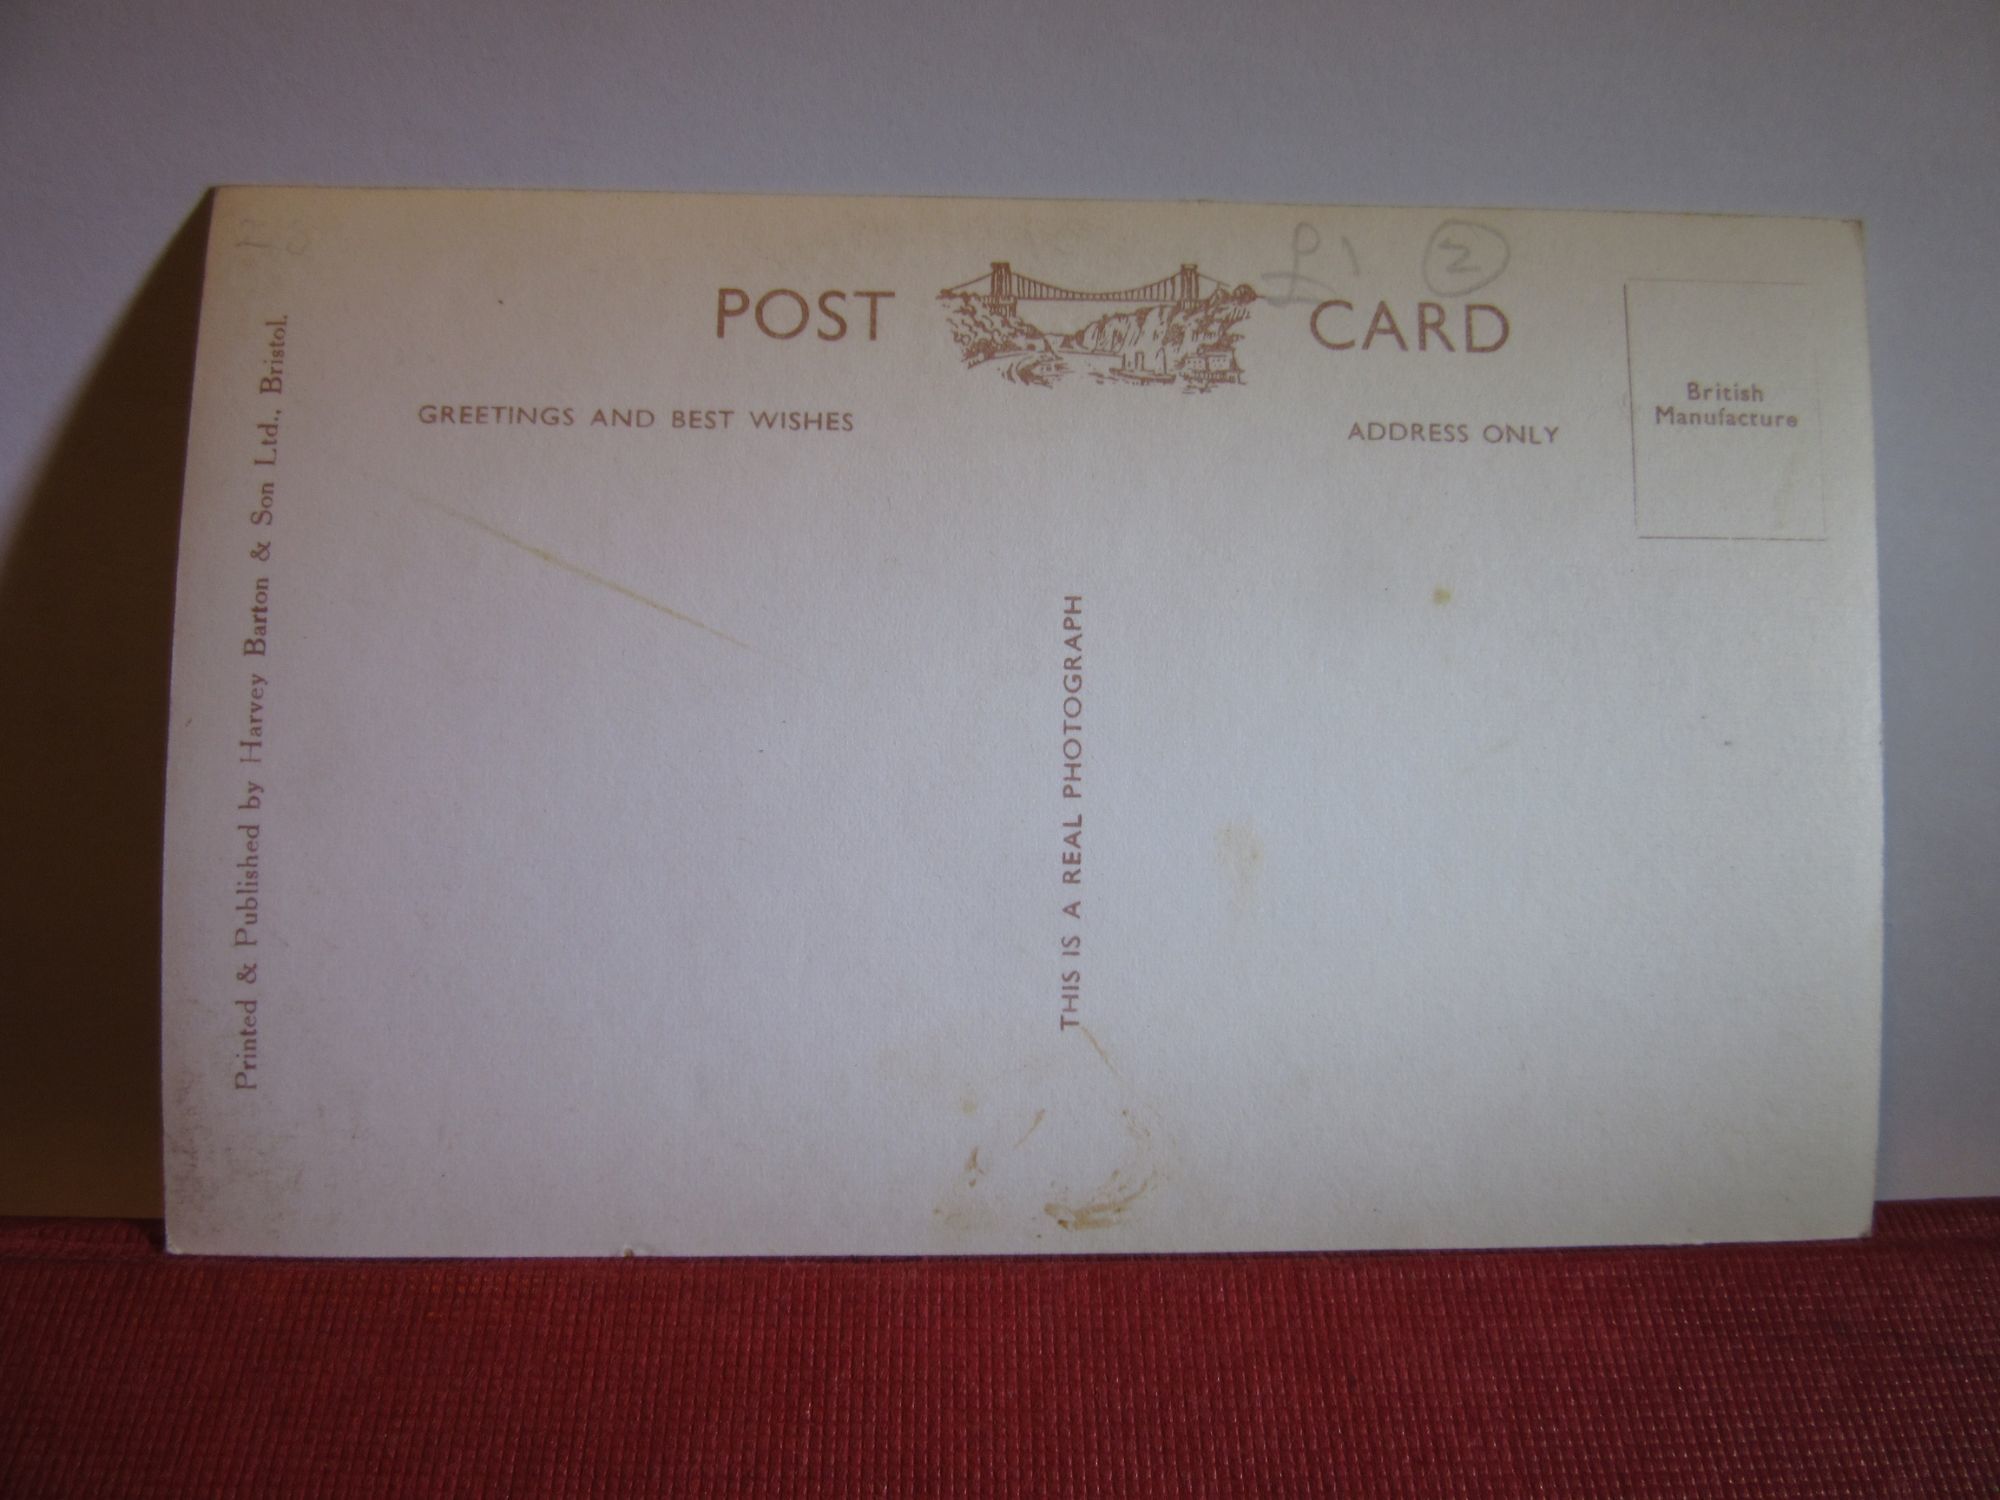 £1 2
POST CARD
GREETINGS AND BEST WISHES
ADDRESS ONLY
British
Manufacture
Printed & Published by Harvey Barton & Son Ltd., Bristol.
THIS IS A REAL PHOTOGRAPH